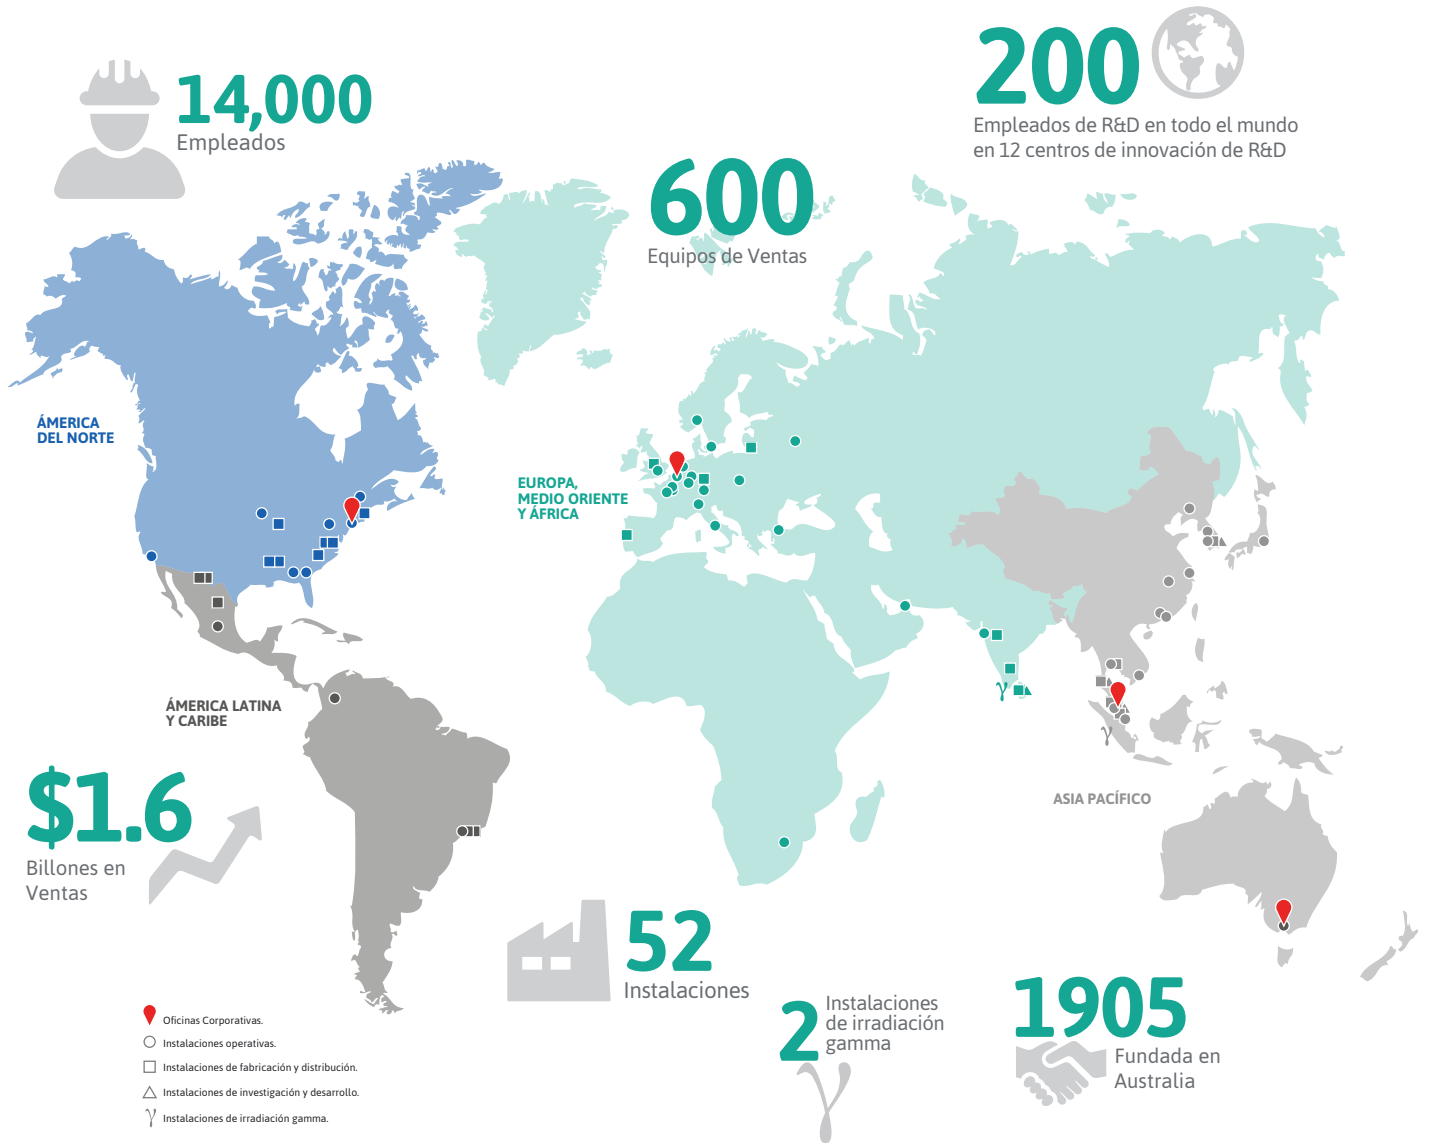 14,000
Empleados
200
Empleados de R&D en todo el mundo
en 12 centros de innovación de R&D
600
Equipos de Ventas
ÁMERICA
DEL NORTE
EUROPA,
MEDIO ORIENTE
Y ÁFRICA
ÁMERICA LATINA
Y CARIBE
ASIA PACÍFICO
$1.6
Billones en
Ventas
52
Instalaciones
2
Instalaciones
de irradiación
gamma
1905
Fundada en
Australia
Oficinas Corporativas.
Instalaciones operativas.
Instalaciones de fabricación y distribución.
Instalaciones de investigación y desarrollo.
γ Instalaciones de irradiación gamma.